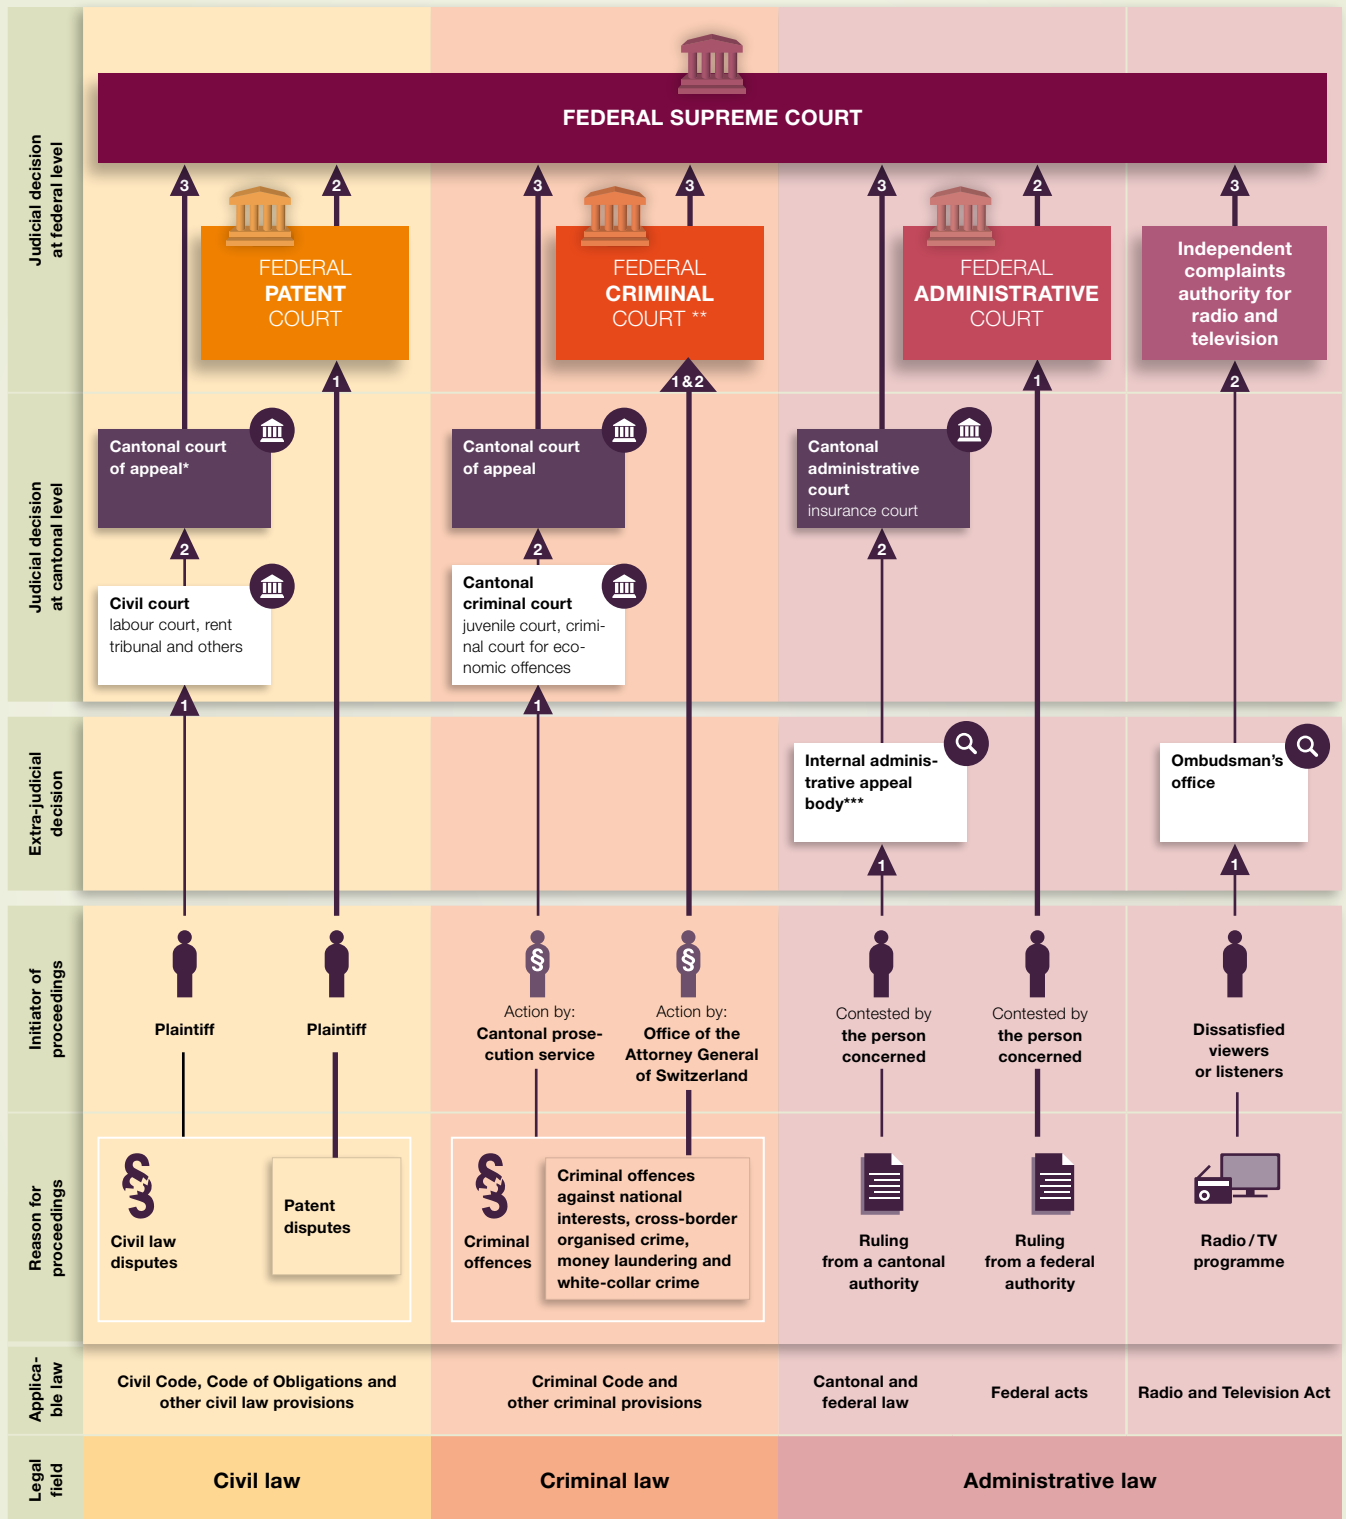 Judicial decision
at federal level
FEDERAL SUPREME COURT
3
2
3
3
3
2
3
FEDERAL
PATENT
COURT
FEDERAL
CRIMINAL
COURT **
FEDERAL
ADMINISTRATIVE
COURT
Independent
complaints
authority for
radio and
television
1
1 & 2
1
2
Judicial decision
at cantonal level
Cantonal court
of appeal*
Cantonal court
of appeal
Cantonal
administrative
court
insurance court
2
2
2
Civil court
labour court, rent
tribunal and others
Cantonal
criminal court
juvenile court, crimi-
nal court for eco-
nomic offences
1
1
Extra-judicial
decision
Internal adminis-
trative appeal
body***
Ombudsman's
office
1
1
Initiator of
proceedings
Plaintiff
Plaintiff
§
Action by:
Cantonal prose-
cution service
§
Action by:
Office of the
Attorney General
of Switzerland
Contested by
the person
concerned
Contested by
the person
concerned
Dissatisfied
viewers
or listeners
Reason for
proceedings
§
Civil law
disputes
Patent
disputes
§
Criminal
offences
Criminal offences
against national
interests, cross-border
organised crime,
money laundering and
white-collar crime
Ruling
from a cantonal
authority
Ruling
from a federal
authority
Radio / TV
programme
Applica-
ble law
Civil Code, Code of Obligations and
other civil law provisions
Criminal Code and
other criminal provisions
Cantonal and
federal law
Federal acts
Radio and Television Act
Legal
field
Civil law
Criminal law
Administrative law